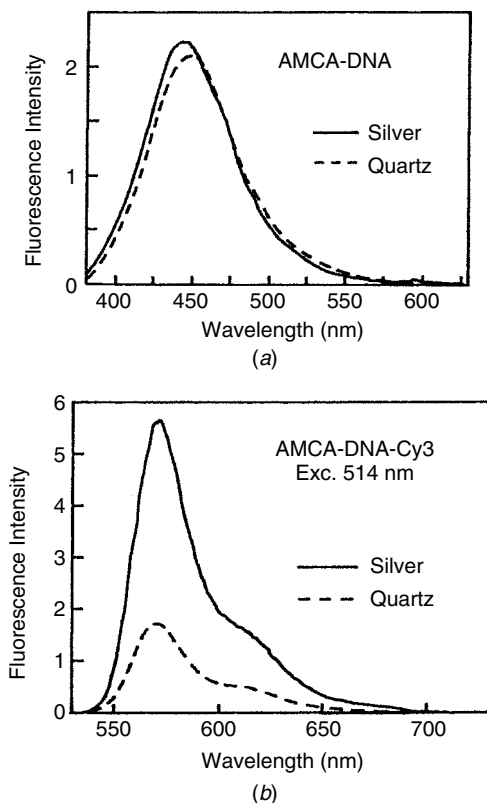 2
1
0
Fluorescence Intensity
AMCA-DNA
Silver
Quartz
400 450 500 550 600
Wavelength (nm)
(a)
6
5
4
3
2
1
0
Fluorescence Intensity
AMCA-DNA-Cy3
Exc. 514 nm
Silver
Quartz
550 600 650 700
Wavelength (nm)
(b)